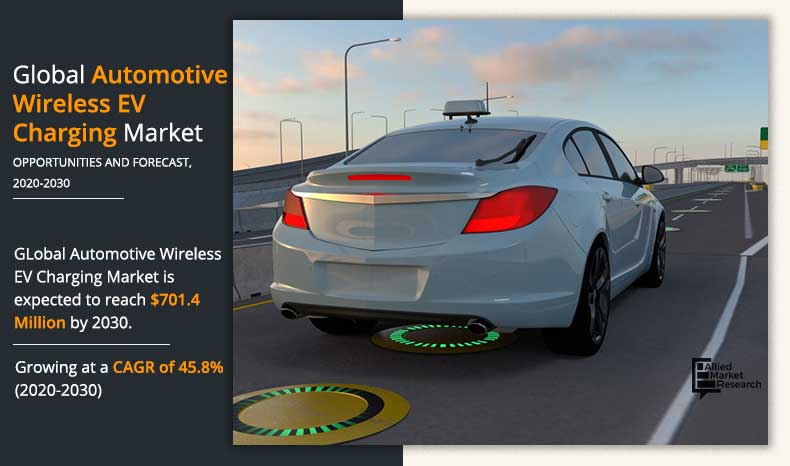 Global Automotive
Wireless EV
Charging Market
OPPORTUNITIES AND FORECAST,
2020-2030
GLobal Automotive Wireless
EV Charging Market is
expected to reach $701.4
Million by 2030.
Growing at a CAGR of 45.8%
(2020-2030)
Allied
Market
Research